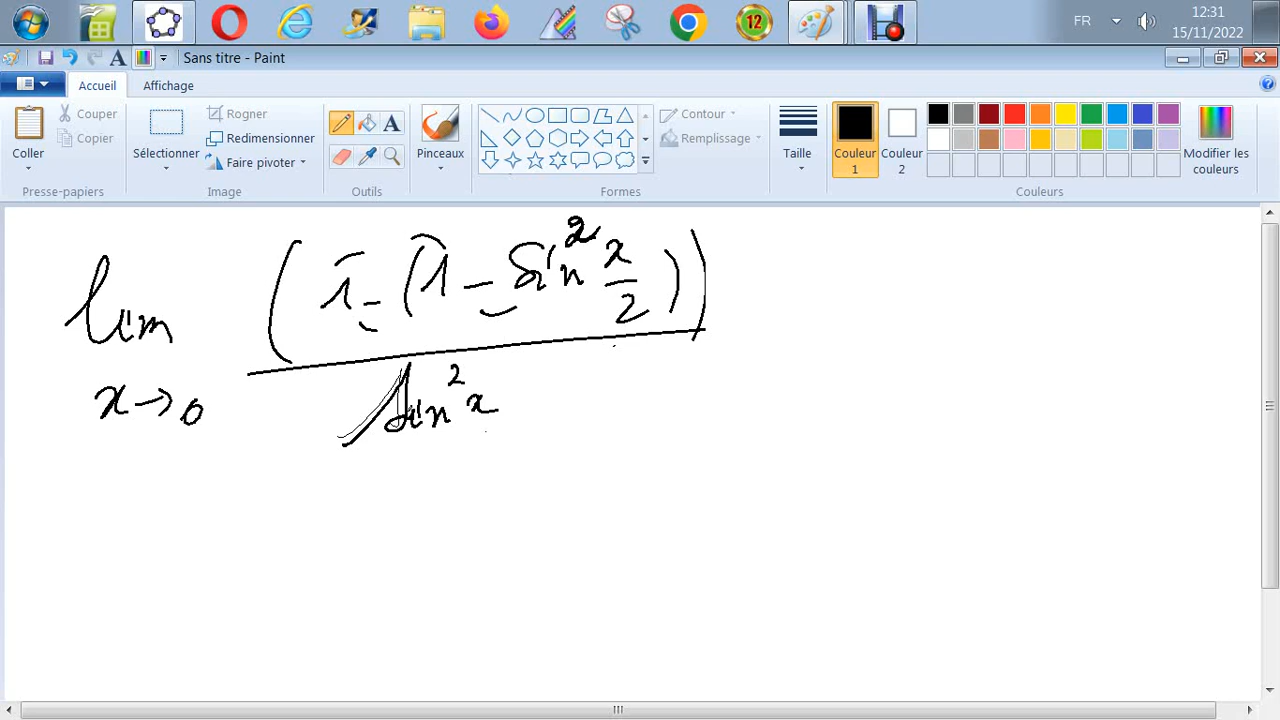 12
FR
12:31
15/11/2022
Sans titre - Paint
Accueil
Affichage
Coller
Couper
Copier
Presse-papiers
Sélectionner
Rogner
Redimensionner
Faire pivoter
Image
A
Outils
Pinceaux
Contour
Remplissage
Formes
Taille
Couleur 1
Couleur 2
Modifier les couleurs
Couleurs
lim x→0 (1 - (1 - sin² x/2)) / sin² x